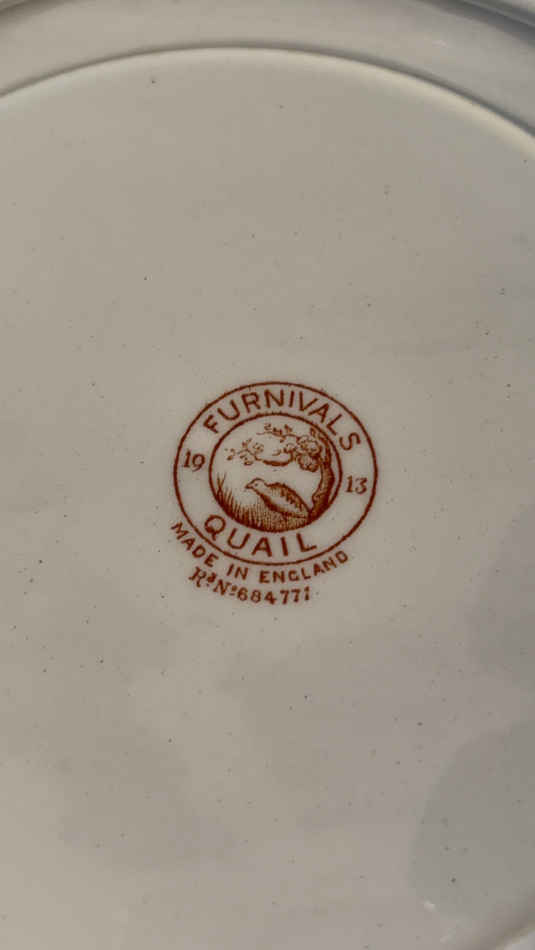 FURNIVALS
19 13
QUAIL
MADE IN ENGLAND
Rᵈ Nº 684771